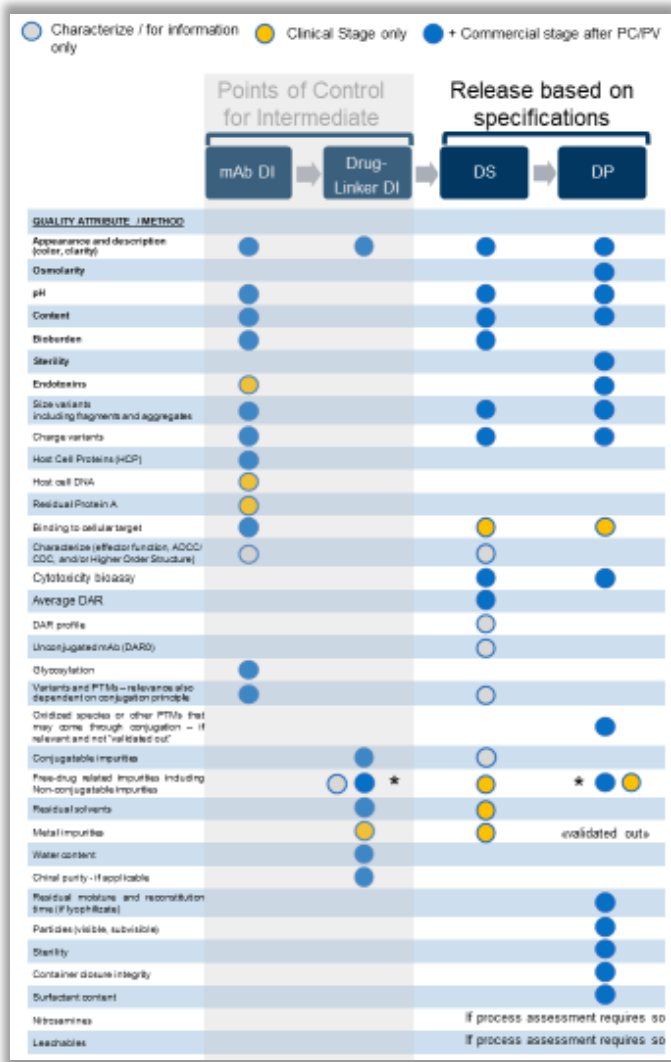 Characterize / for information
only
Clinical Stage only
+ Commercial stage after PC/PV
Points of Control
for Intermediate
Release based on
specifications
mAb DI
Drug-
Linker DI
DS
DP
QUALITY ATTRIBUTE / METHOD
Appearance and description
(color, clarity)
Osmolarity
pH
Content
Bioburden
Sterility
Endotoxins
Size variants
including fragments and aggregates
Charge variants
Host Cell Proteins (HCP)
Host cell DNA
Residual Protein A
Binding to cellular target
Characterize (effector function, ADCC/
CDC, and/or Higher Order Structure)
Cytotoxicity bioassay
Average DAR
DAR profile
Unconjugated mAb (DAR0)
Glycosylation
Variants and PTMs – relevance also
dependent on conjugation principle
Oxidized species or other PTMs that
may come through conjugation – if
relevant and not "validated out"
Conjugatable impurities
Free-drug related impurities including
Non-conjugatable impurities
*
*
Residual solvents
Metal impurities
«validated out»
Water content
Chiral purity - if applicable
Residual moisture and reconstitution
time (if lyophilizate)
Particles (visible, subvisible)
Sterility
Container closure integrity
Surfactant content
Nitrosamines
If process assessment requires so
Leachables
If process assessment requires so